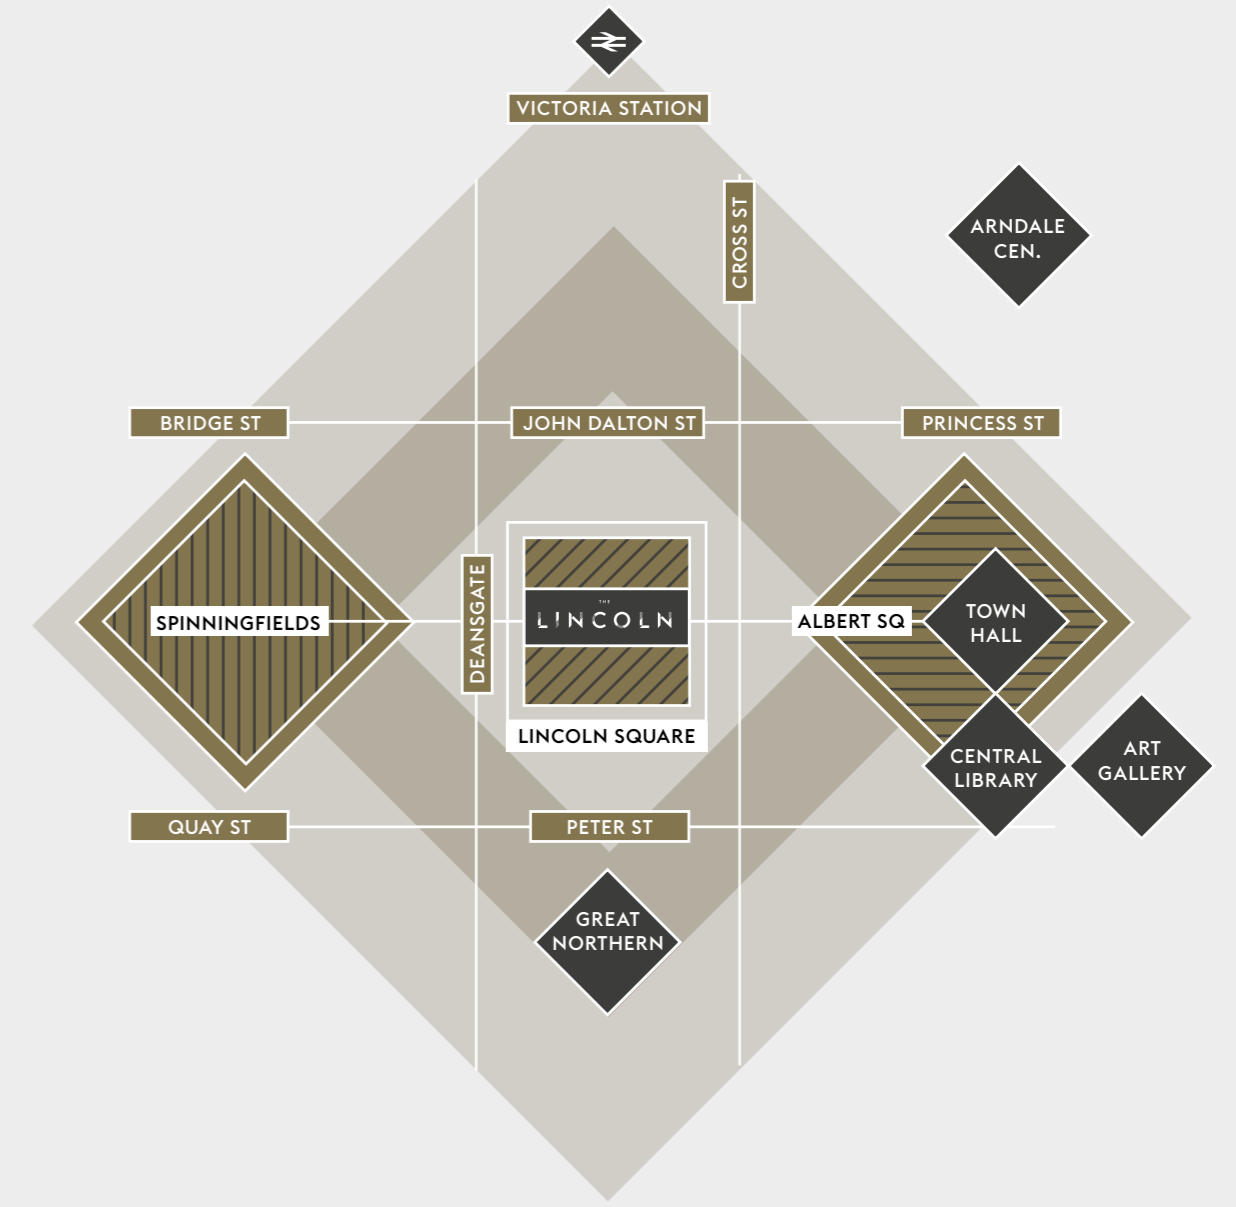 VICTORIA STATION
CROSS ST
ARNDALE
CEN.
BRIDGE ST
JOHN DALTON ST
PRINCESS ST
SPINNINGFIELDS
DEANSGATE
THE
LINCOLN
LINCOLN SQUARE
ALBERT SQ
TOWN
HALL
CENTRAL
LIBRARY
ART
GALLERY
QUAY ST
PETER ST
GREAT
NORTHERN